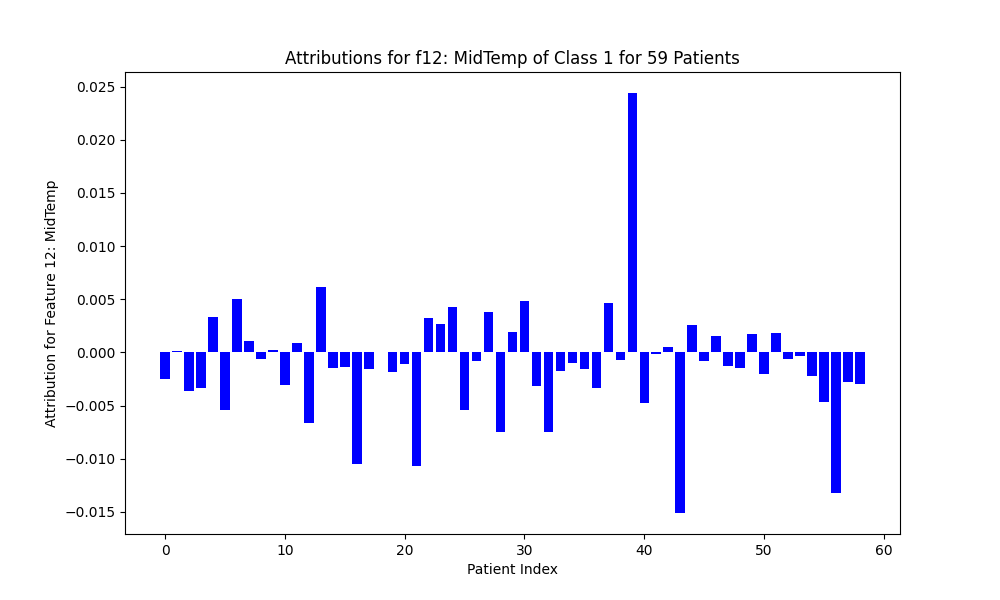 Attributions for f12: MidTemp of Class 1 for 59 Patients
Attribution for Feature 12: MidTemp
0.025
0.020
0.015
0.010
0.005
0.000
−0.005
−0.010
−0.015
0 10 20 30 40 50 60
Patient Index